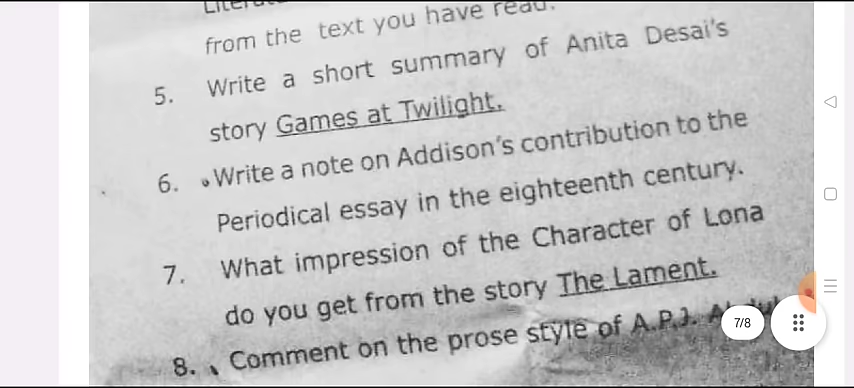 from the text you have read.
5. Write a short summary of Anita Desai's
story Games at Twilight.
6. Write a note on Addison's contribution to the
Periodical essay in the eighteenth century.
7. What impression of the Character of Lona
do you get from the story The Lament.
8. Comment on the prose style of A.P.J.
7/8